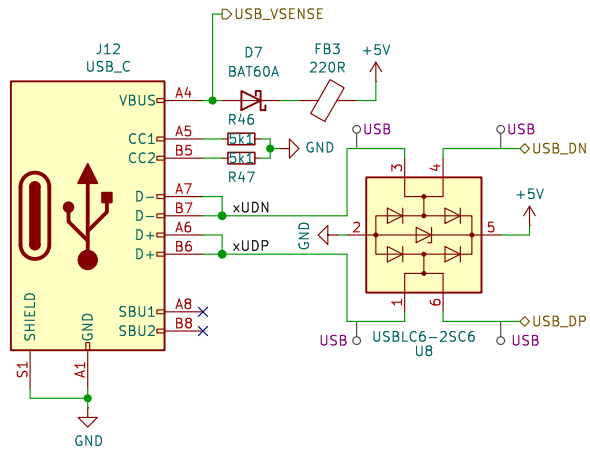 USB_VSENSE
J12
USB_C
D7
BAT60A
FB3
220R
+5V
VBUS
A4
R46
CC1
A5
5k1
CC2
B5
5k1
GND
R47
USB
USB
USB_DN
3
4
D-
A7
D-
B7
xUDN
+5V
D+
A6
GND
2
5
D+
B6
xUDP
SBU1
A8
SBU2
B8
1
6
USB_DP
SHIELD
GND
USB
USBLC6-2SC6
USB
U8
S1
A1
GND